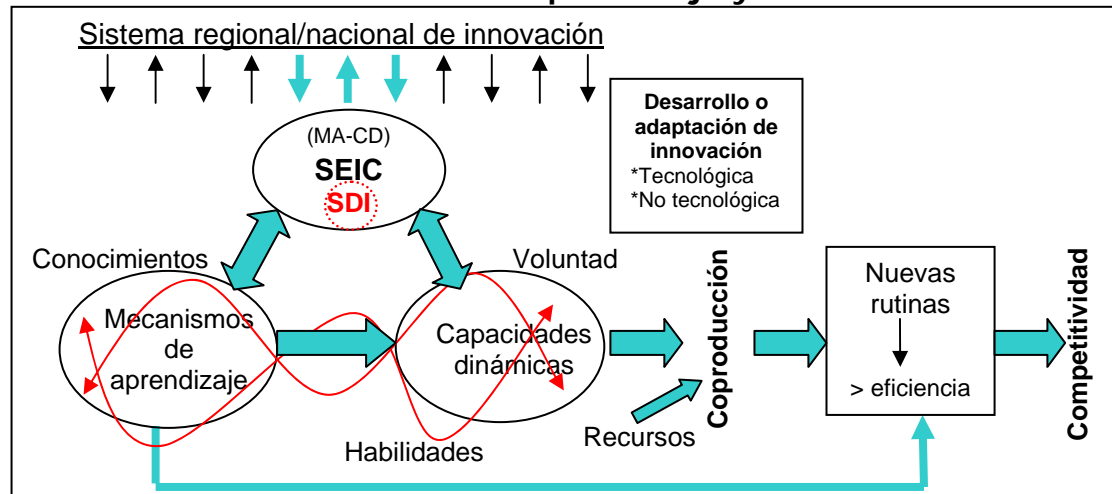 Sistema regional/nacional de innovación
Desarrollo o
adaptación de
innovación
*Tecnológica
*No tecnológica
(MA-CD)
SEIC
SDI
Conocimientos
Voluntad
Mecanismos
de
aprendizaje
Capacidades
dinámicas
Habilidades
Recursos
Coproducción
Nuevas
rutinas
> eficiencia
Competitividad